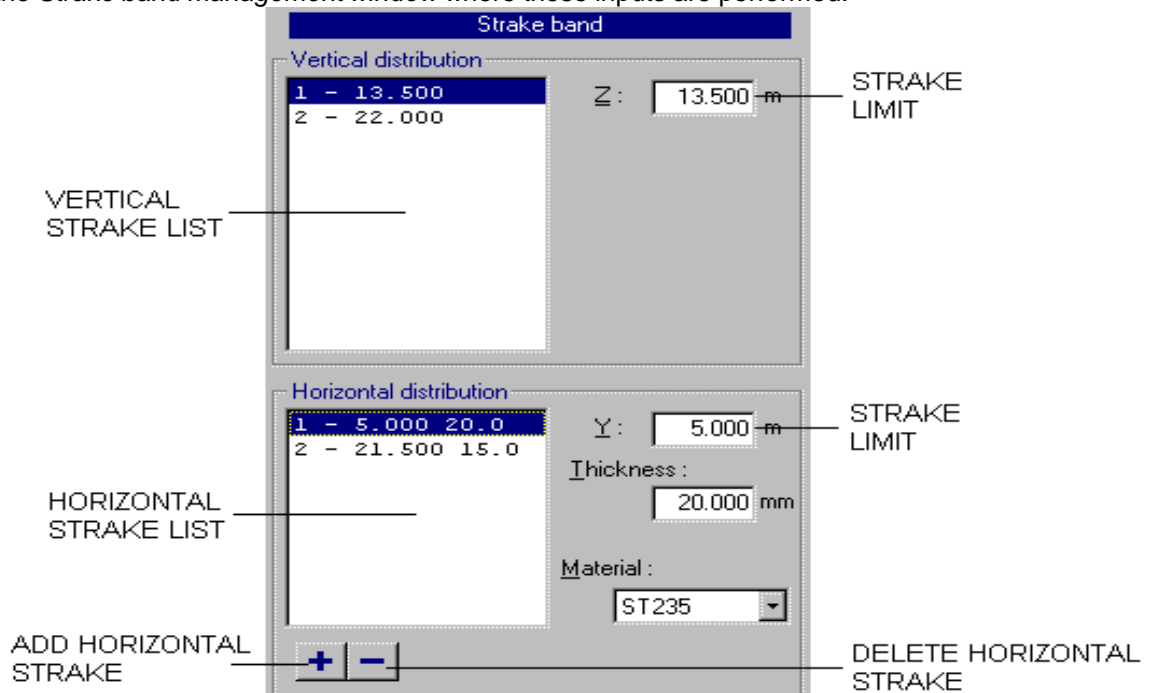 the Strake band management window where these inputs are performed.
Strake band
Vertical distribution
1 - 13.500
2 - 22.000
Z : 13.500 m
STRAKE
LIMIT
VERTICAL
STRAKE LIST
Horizontal distribution
1 - 5.000 20.0
2 - 21.500 15.0
Y : 5.000 m
STRAKE
LIMIT
Thickness :
20.000 mm
HORIZONTAL
STRAKE LIST
Material :
ST235
ADD HORIZONTAL
STRAKE
+ −
DELETE HORIZONTAL
STRAKE